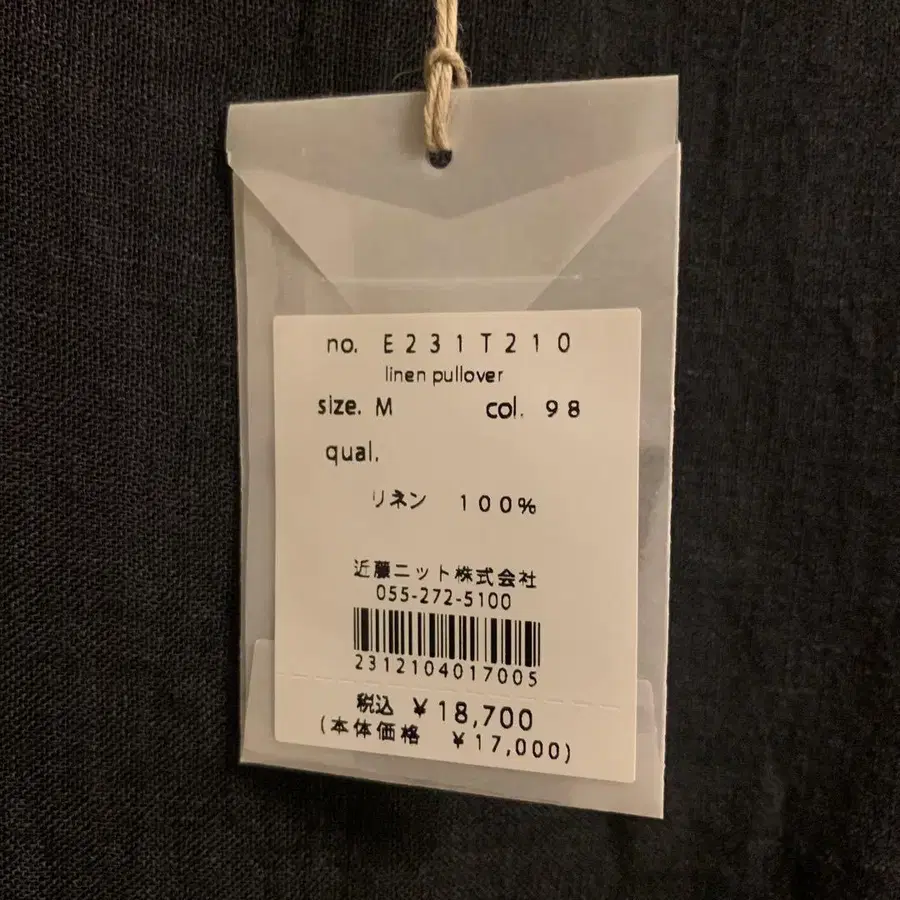 no. E231T210
linen pullover
size. M col. 98
qual.
リネン 100%
近藤ニット株式会社
055-272-5100
2312104017005
税込 ¥18,700
(本体価格 ¥17,000)